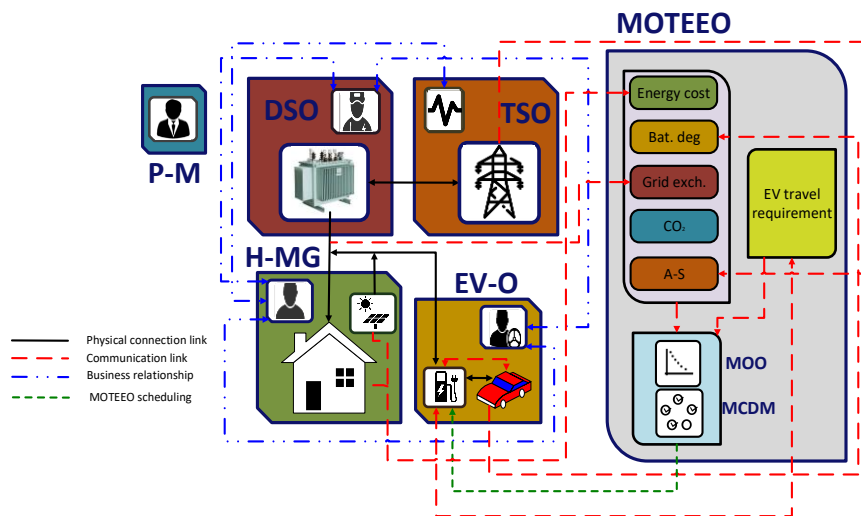 MOTEEO
DSO
TSO
P-M
Energy cost
Bat. deg
Grid exch.
CO₂
A-S
EV travel
requirement
H-MG
EV-O
MOO
MCDM
Physical connection link
Communication link
Business relationship
MOTEEO scheduling